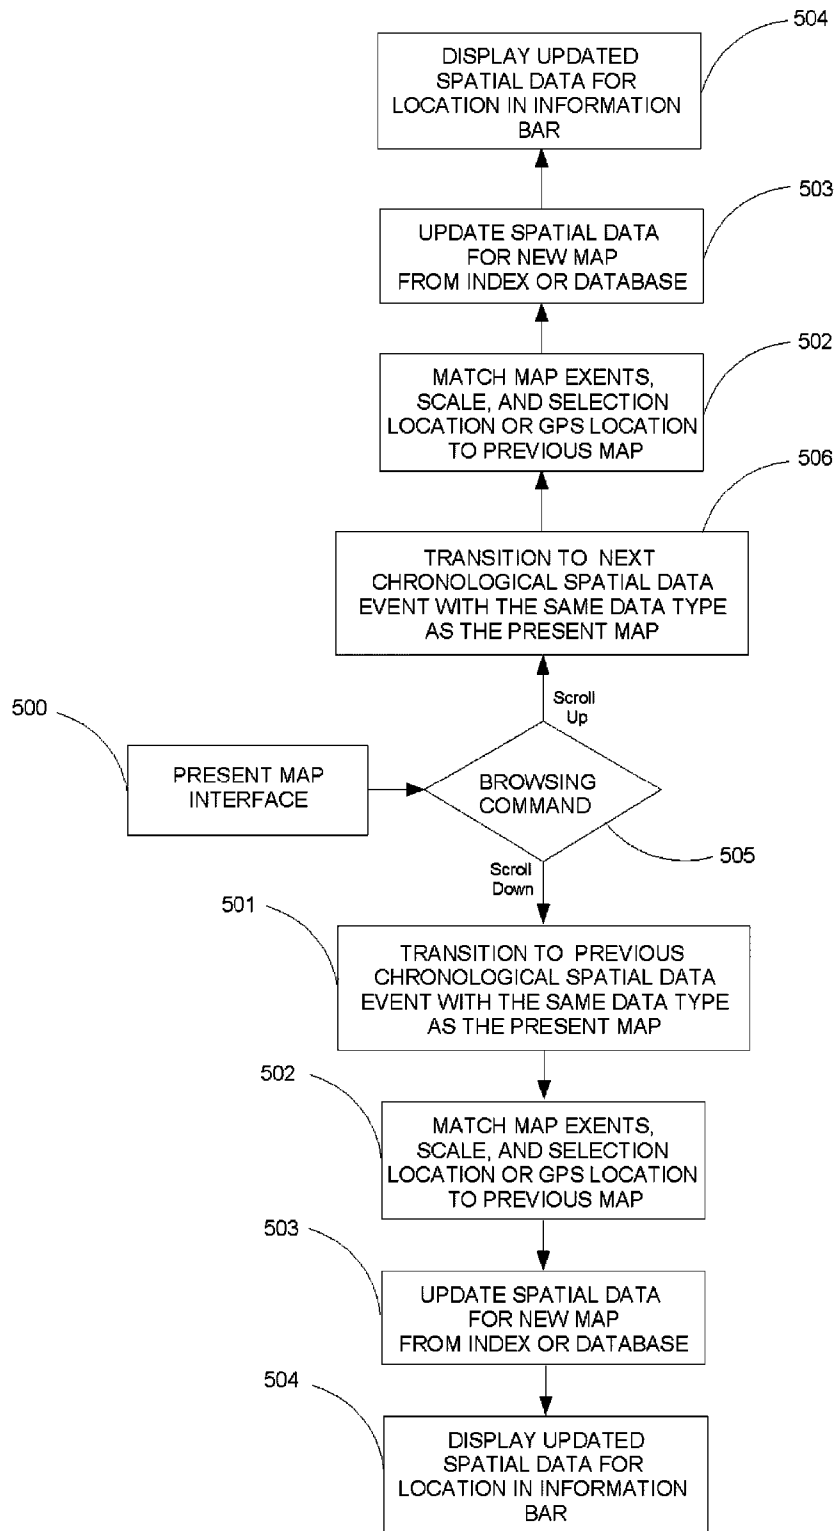 504
DISPLAY UPDATED
SPATIAL DATA FOR
LOCATION IN INFORMATION
BAR
503
UPDATE SPATIAL DATA
FOR NEW MAP
FROM INDEX OR DATABASE
502
MATCH MAP EXENTS,
SCALE, AND SELECTION
LOCATION OR GPS LOCATION
TO PREVIOUS MAP
506
TRANSITION TO NEXT
CHRONOLOGICAL SPATIAL DATA
EVENT WITH THE SAME DATA TYPE
AS THE PRESENT MAP
Scroll
Up
500
PRESENT MAP
INTERFACE
BROWSING
COMMAND
505
Scroll
Down
501
TRANSITION TO PREVIOUS
CHRONOLOGICAL SPATIAL DATA
EVENT WITH THE SAME DATA TYPE
AS THE PRESENT MAP
502
MATCH MAP EXENTS,
SCALE, AND SELECTION
LOCATION OR GPS LOCATION
TO PREVIOUS MAP
503
UPDATE SPATIAL DATA
FOR NEW MAP
FROM INDEX OR DATABASE
504
DISPLAY UPDATED
SPATIAL DATA FOR
LOCATION IN INFORMATION
BAR